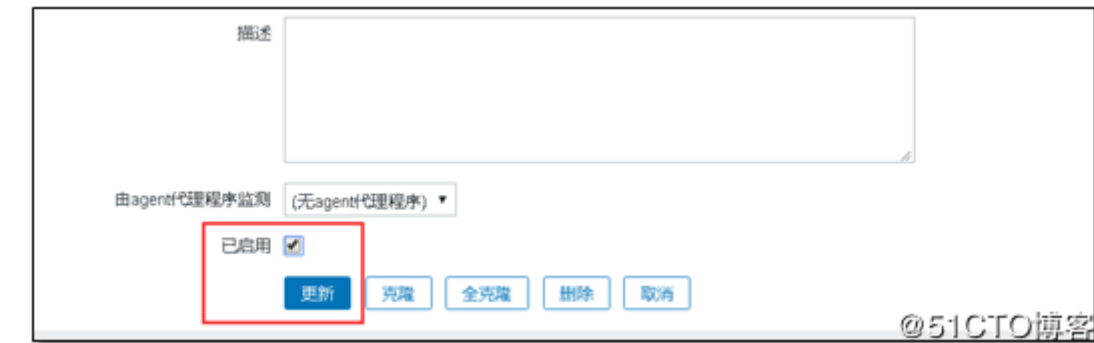 描述
由agent代理程序监测 (无agent代理程序)
已启用
更新 克隆 全克隆 删除 取消
@51CTO博客